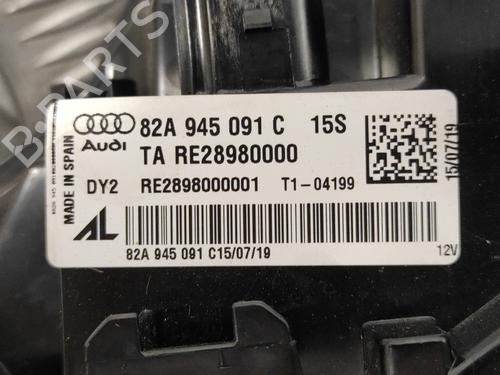 B-PARTS
MADE IN SPAIN
Audi
82A 945 091 C 15S
TA RE28980000
DY2 RE2898000001 T1-04199
AL
82A 945 091 C15/07/19
15/07/19
12V